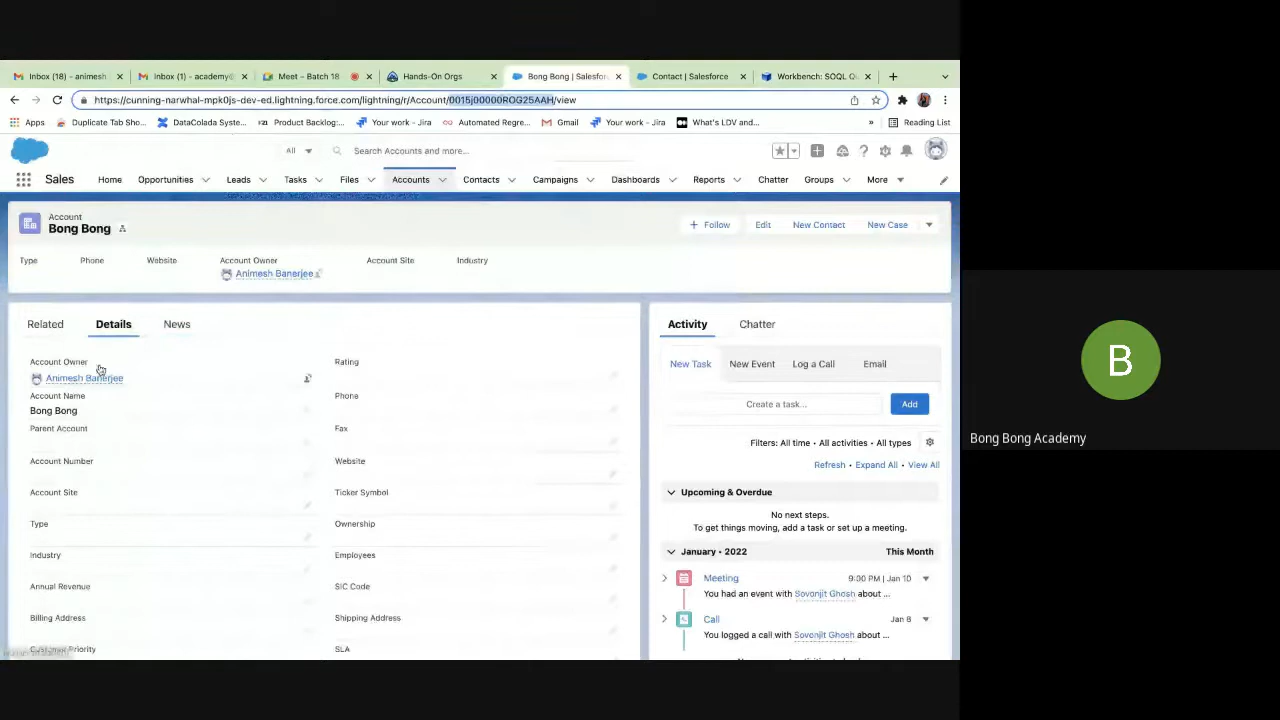 Inbox (18) - animesh
Inbox (1) - academy@
Meet – Batch 18
Hands-On Orgs
Bong Bong | Salesfor
Contact | Salesforce
Workbench: SOQL Qu
https://cunning-narwhal-mpk0js-dev-ed.lightning.force.com/lightning/r/Account/0015j00000ROG25AAH/view
Apps
Duplicate Tab Sho...
DataColada Syste...
Product Backlog:...
Your work - Jira
Automated Regre...
Gmail
Your work - Jira
What's LDV and...
»
Reading List
All
Search Accounts and more...
Sales
Home
Opportunities
Leads
Tasks
Files
Accounts
Contacts
Campaigns
Dashboards
Reports
Chatter
Groups
More
Account
Bong Bong
+ Follow
Edit
New Contact
New Case
Type
Phone
Website
Account Owner
Account Site
Industry
Animesh Banerjee
Related
Details
News
Account Owner
Animesh Banerjee
Account Name
Bong Bong
Parent Account
Account Number
Account Site
Type
Industry
Annual Revenue
Billing Address
Customer Priority
Rating
Phone
Fax
Website
Ticker Symbol
Ownership
Employees
SIC Code
Shipping Address
SLA
Activity
Chatter
New Task
New Event
Log a Call
Email
Create a task...
Add
Filters: All time • All activities • All types
Refresh • Expand All • View All
Upcoming & Overdue
No next steps.
To get things moving, add a task or set up a meeting.
January • 2022
This Month
Meeting
9:00 PM | Jan 10
You had an event with Sovonjit Ghosh about ...
Call
Jan 8
You logged a call with Sovonjit Ghosh about ...
B
Bong Bong Academy